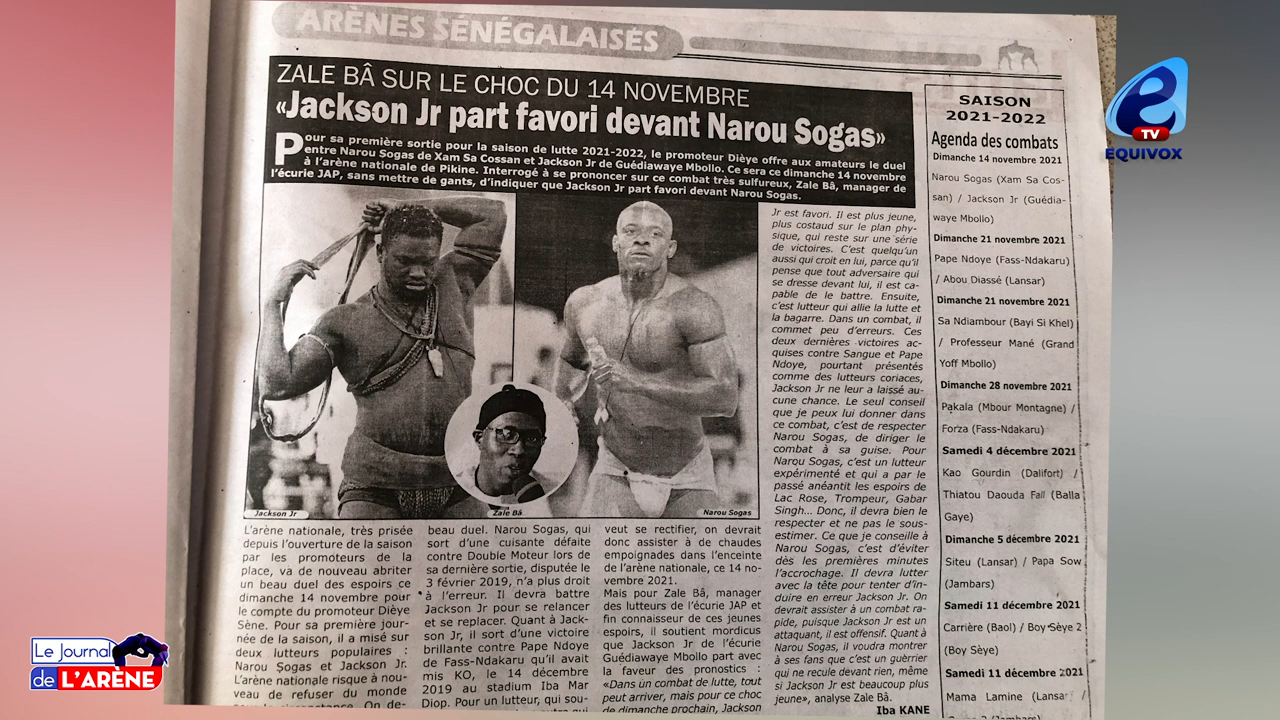 ARÈNES SÉNÉGALAISES
ZALE BÂ SUR LE CHOC DU 14 NOVEMBRE
«Jackson Jr part favori devant Narou Sogas»
Pour sa première sortie pour la saison de lutte 2021-2022, le promoteur Dièye offre aux amateurs le duel
entre Narou Sogas de Xam Sa Cossan et Jackson Jr de Guédiawaye Mbollo. Ce sera ce dimanche 14 novembre
à l'arène nationale de Pikine. Interrogé à se prononcer sur ce combat très sulfureux, Zale Bâ, manager de
l'écurie JAP, sans mettre de gants, d'indiquer que Jackson Jr part favori devant Narou Sogas.
Jackson Jr
Zale Bâ
Narou Sogas
L'arène nationale, très prisée
depuis l'ouverture de la saison
par les promoteurs de la
place, va de nouveau abriter
un beau duel des espoirs ce
dimanche 14 novembre pour
le compte du promoteur Dièye
Sène. Pour sa première jour-
née de la saison, il a misé sur
deux lutteurs populaires :
Narou Sogas et Jackson Jr.
L'arène nationale risque à nou-
veau de refuser du monde
beau duel. Narou Sogas, qui
sort d'une cuisante défaite
contre Double Moteur lors de
sa dernière sortie, disputée le
3 février 2019, n'a plus droit
à l'erreur. Il devra battre
Jackson Jr pour se relancer
et se replacer. Quant à Jack-
son Jr, il sort d'une victoire
brillante contre Pape Ndoye
de Fass-Ndakaru qu'il avait
mis KO, le 14 décembre
2019 au stadium Iba Mar
Diop. Pour un lutteur, qui sou-
veut se rectifier, on devrait
donc assister à de chaudes
empoignades dans l'enceinte
de l'arène nationale, ce 14 no-
vembre 2021.
Mais pour Zale Bâ, manager
des lutteurs de l'écurie JAP et
fin connaisseur de ces jeunes
espoirs, il soutient mordicus
que Jackson Jr de l'écurie
Guédiawaye Mbollo part avec
la faveur des pronostics :
«Dans un combat de lutte, tout
peut arriver, mais pour ce choc
de dimanche prochain, Jackson
Jr est favori. Il est plus jeune,
plus costaud sur le plan phy-
sique, qui reste sur une série
de victoires. C'est quelqu'un
aussi qui croit en lui, parce qu'il
pense que tout adversaire qui
se dresse devant lui, il est ca-
pable de le battre. Ensuite,
c'est lutteur qui allie la lutte et
la bagarre. Dans un combat, il
commet peu d'erreurs. Ces
deux dernières victoires ac-
quises contre Sangue et Pape
Ndoye, pourtant présentés
comme des lutteurs coriaces,
Jackson Jr ne leur a laissé au-
cune chance. Le seul conseil
que je peux lui donner dans
ce combat, c'est de respecter
Narou Sogas, de diriger le
combat à sa guise. Pour
Narou Sogas, c'est un lutteur
expérimenté et qui a par le
passé anéantit les espoirs de
Lac Rose, Trompeur, Gabar
Singh... Donc, il devra bien le
respecter et ne pas le sous-
estimer. Ce que je conseille à
Narou Sogas, c'est d'éviter
dès les premières minutes
l'accrochage. Il devra lutter
avec la tête pour tenter d'in-
duire en erreur Jackson Jr. On
devrait assister à un combat ra-
pide, puisque Jackson Jr est un
attaquant, il est offensif. Quant à
Narou Sogas, il voudra montrer
à ses fans que c'est un guerrier
qui ne recule devant rien, même
si Jackson Jr est beaucoup plus
jeune», analyse Zale Bâ.
Iba KANE
SAISON
2021-2022
Agenda des combats
Dimanche 14 novembre 2021
Narou Sogas (Xam Sa Cos-
san) / Jackson Jr (Guédia-
waye Mbollo)
Dimanche 21 novembre 2021
Pape Ndoye (Fass-Ndakaru)
/ Abou Diassé (Lansar)
Dimanche 21 novembre 2021
Sa Ndiambour (Bayi Si Khel)
/ Professeur Mané (Grand
Yoff Mbollo)
Dimanche 28 novembre 2021
Pakala (Mbour Montagne) /
Forza (Fass-Ndakaru)
Samedi 4 décembre 2021
Kao Gourdin (Dalifort) /
Thiatou Daouda Fall (Balla
Gaye)
Dimanche 5 décembre 2021
Siteu (Lansar) / Papa Sow
(Jambars)
Samedi 11 décembre 2021
Carrière (Baol) / Boy Sèye 2
(Boy Sèye)
Samedi 11 décembre 2021
Mama Lamine (Lansar /
e
TV
EQUIVOX
Le Journal
de L'ARÈNE